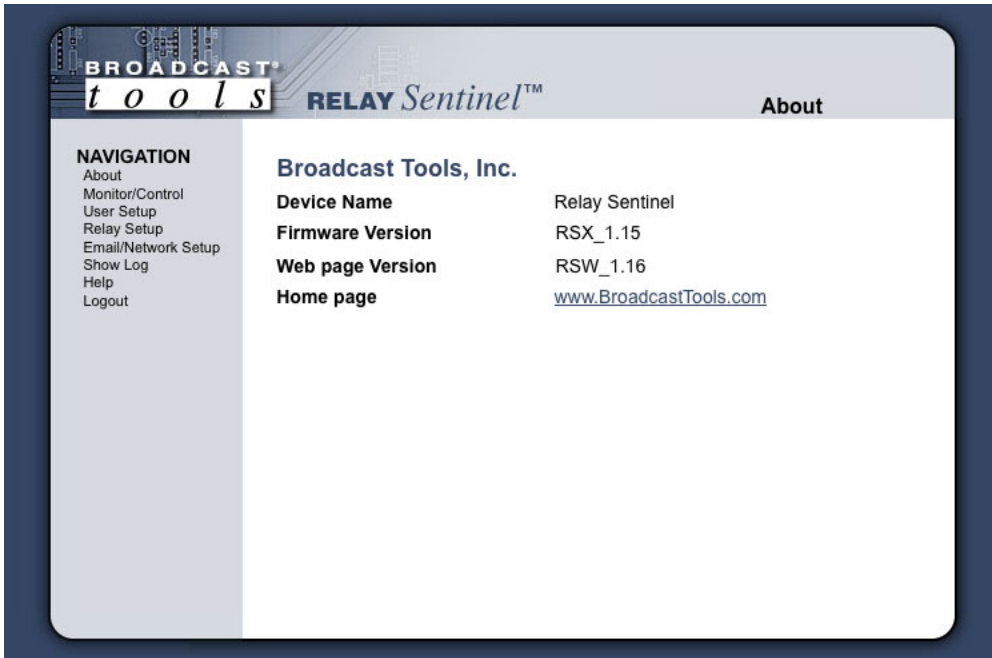 BROADCAST®
tools
RELAY Sentinel™
About
NAVIGATION
About
Monitor/Control
User Setup
Relay Setup
Email/Network Setup
Show Log
Help
Logout
Broadcast Tools, Inc.
Device Name Relay Sentinel
Firmware Version RSX_1.15
Web page Version RSW_1.16
Home page www.BroadcastTools.com